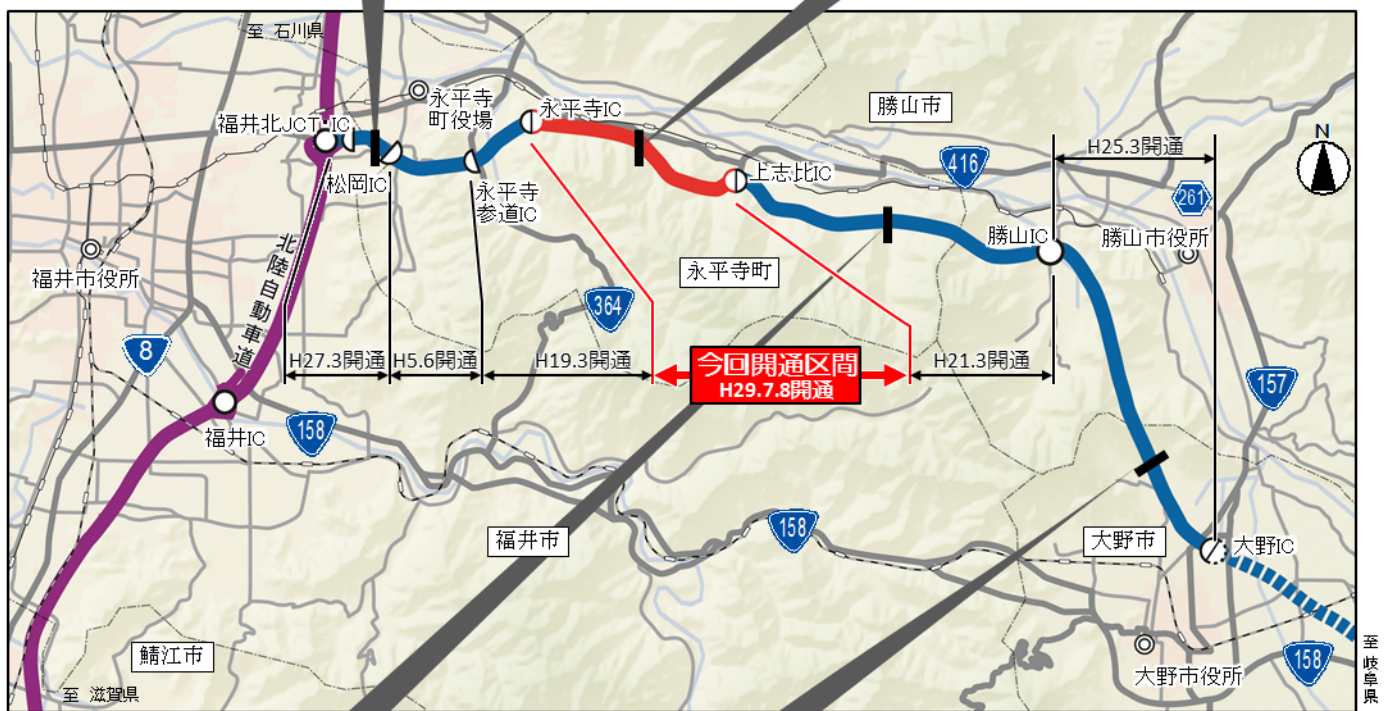 至 石川県
永平寺
町役場
永平寺IC
勝山市
福井北JCT・IC
H25.3開通
N
416
上志比IC
松岡IC
永平寺
参道IC
261
北陸自動車道
勝山IC
勝山市役所
福井市役所
永平寺町
364
8
H27.3開通
H5.6開通
H19.3開通
今回開通区間
H29.7.8開通
H21.3開通
157
福井IC
158
158
福井市
大野市
大野IC
鯖江市
大野市役所
158
至 滋賀県
至 岐阜県